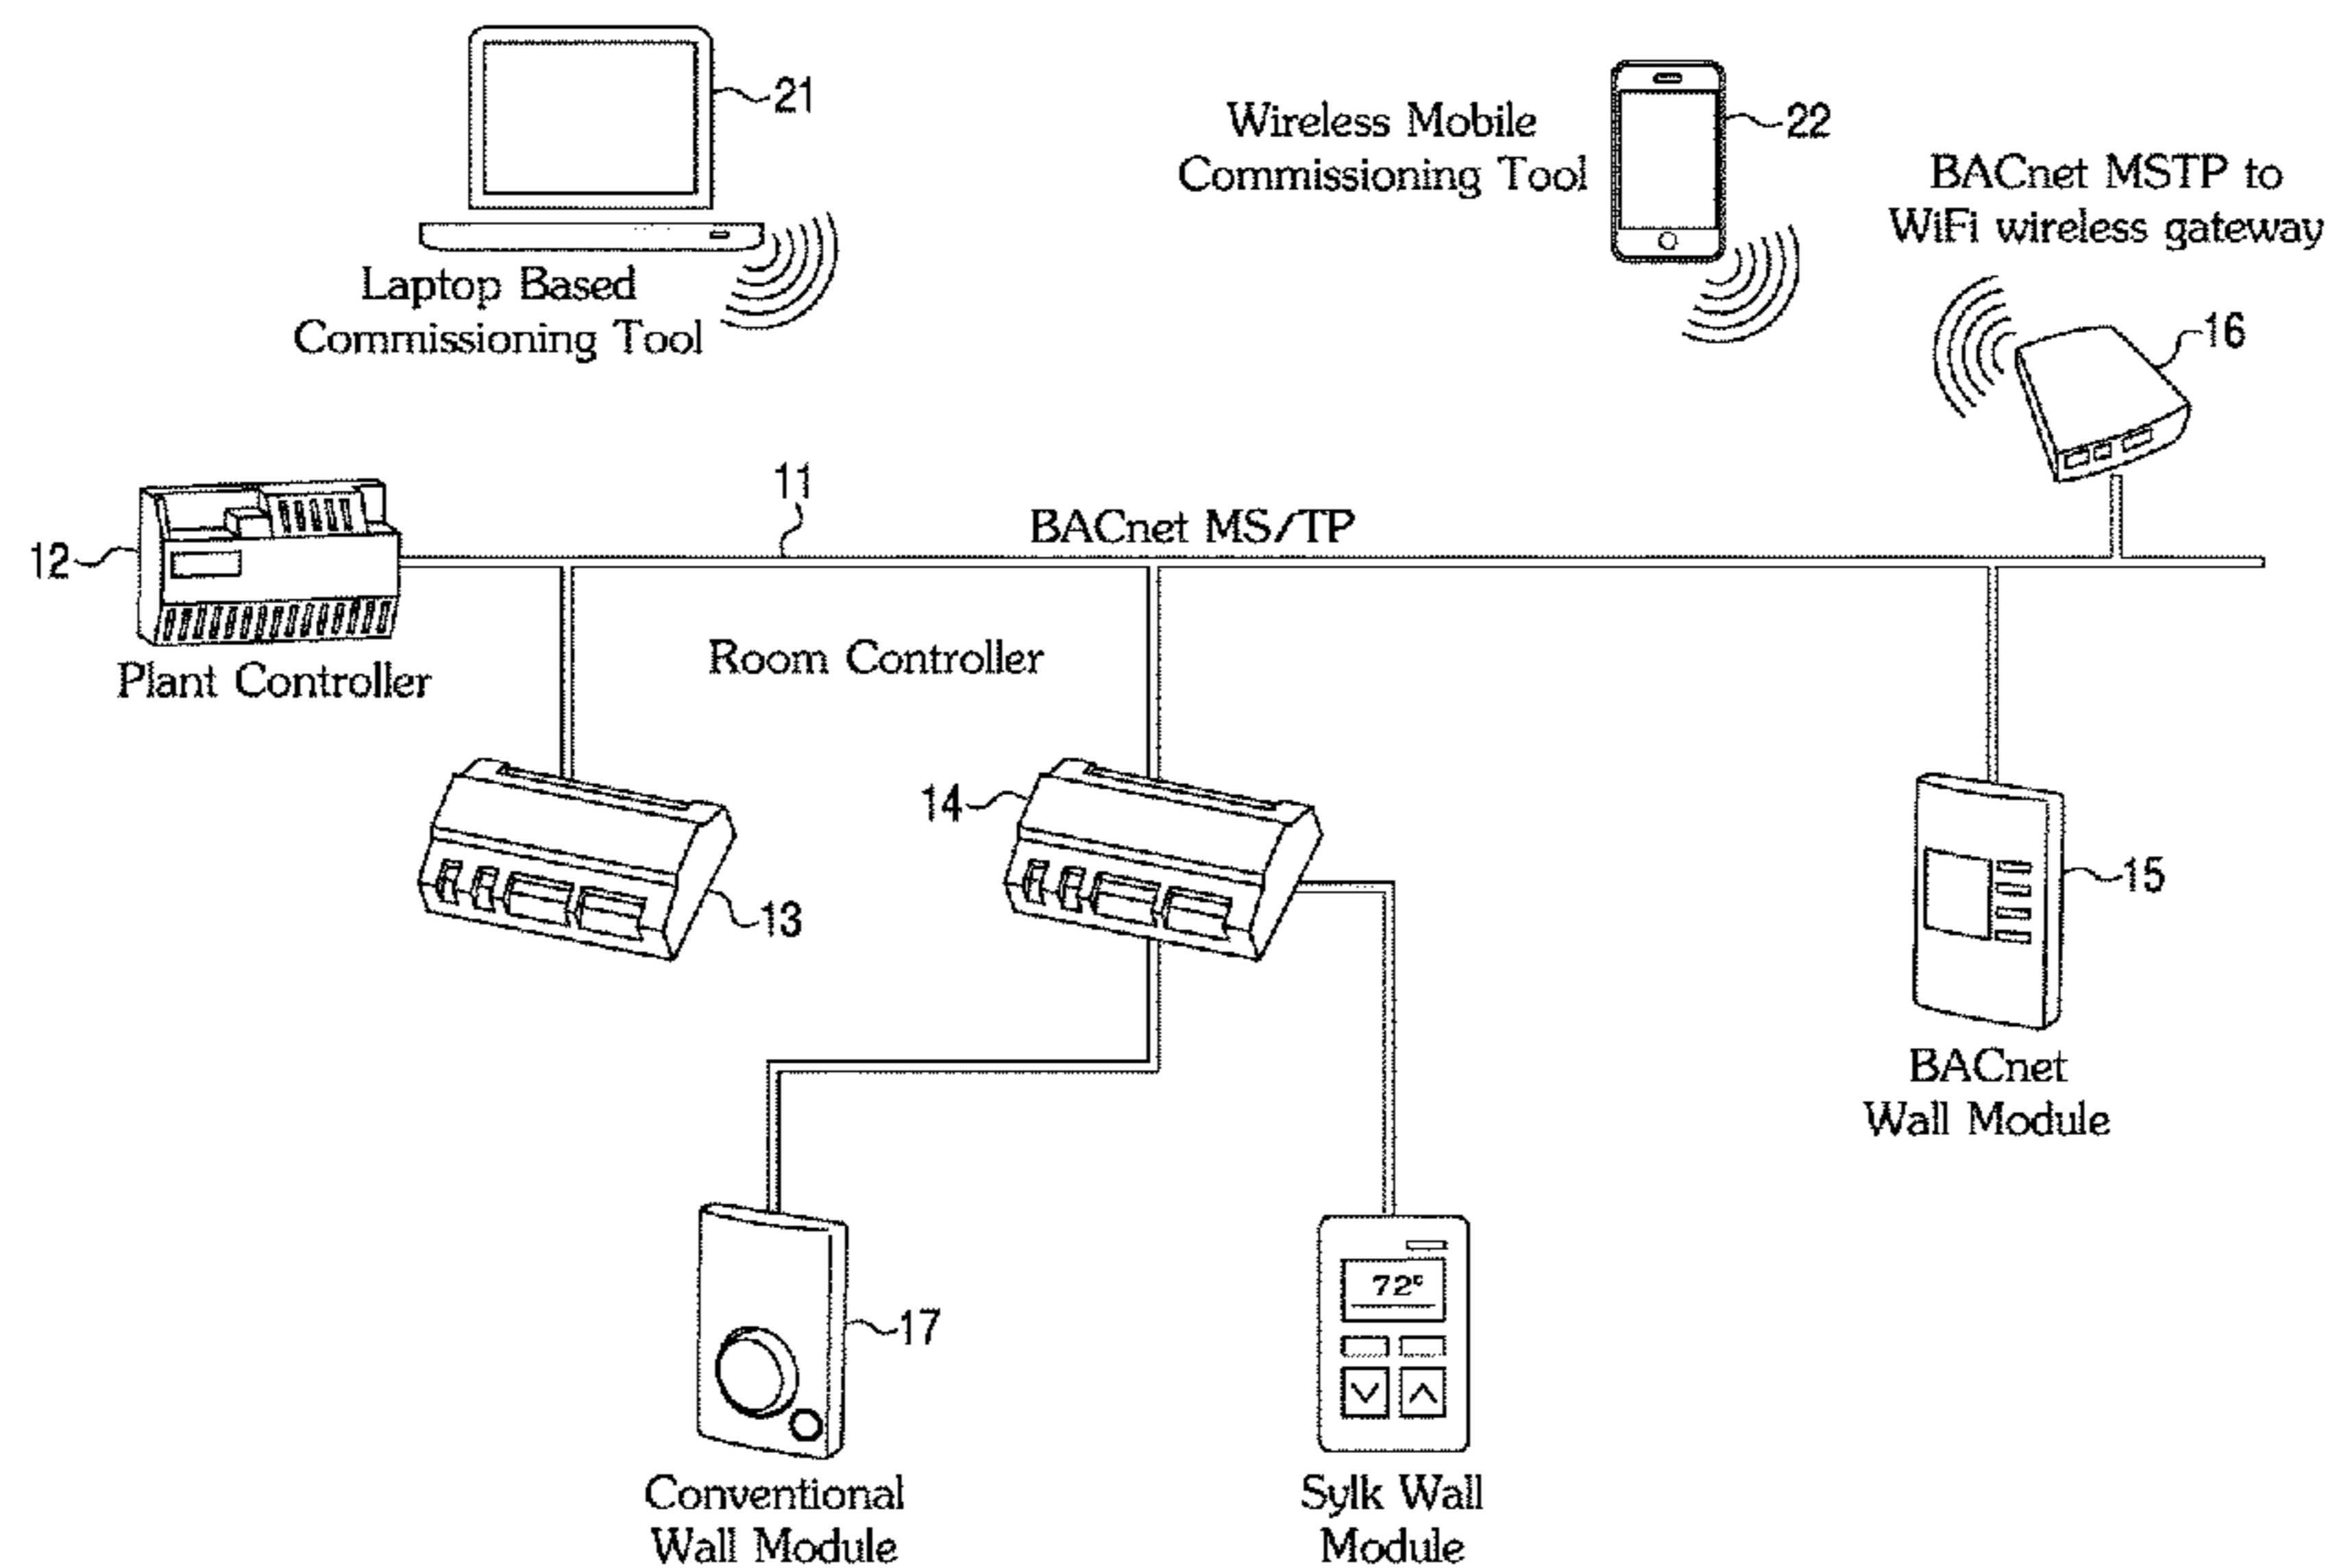 21
Laptop Based
Commissioning Tool
Wireless Mobile
Commissioning Tool
22
BACnet MSTP to
WiFi wireless gateway
16
11
BACnet MS/TP
12
Plant Controller
Room Controller
13
14
15
BACnet
Wall Module
17
Conventional
Wall Module
72°
Sylk Wall
Module